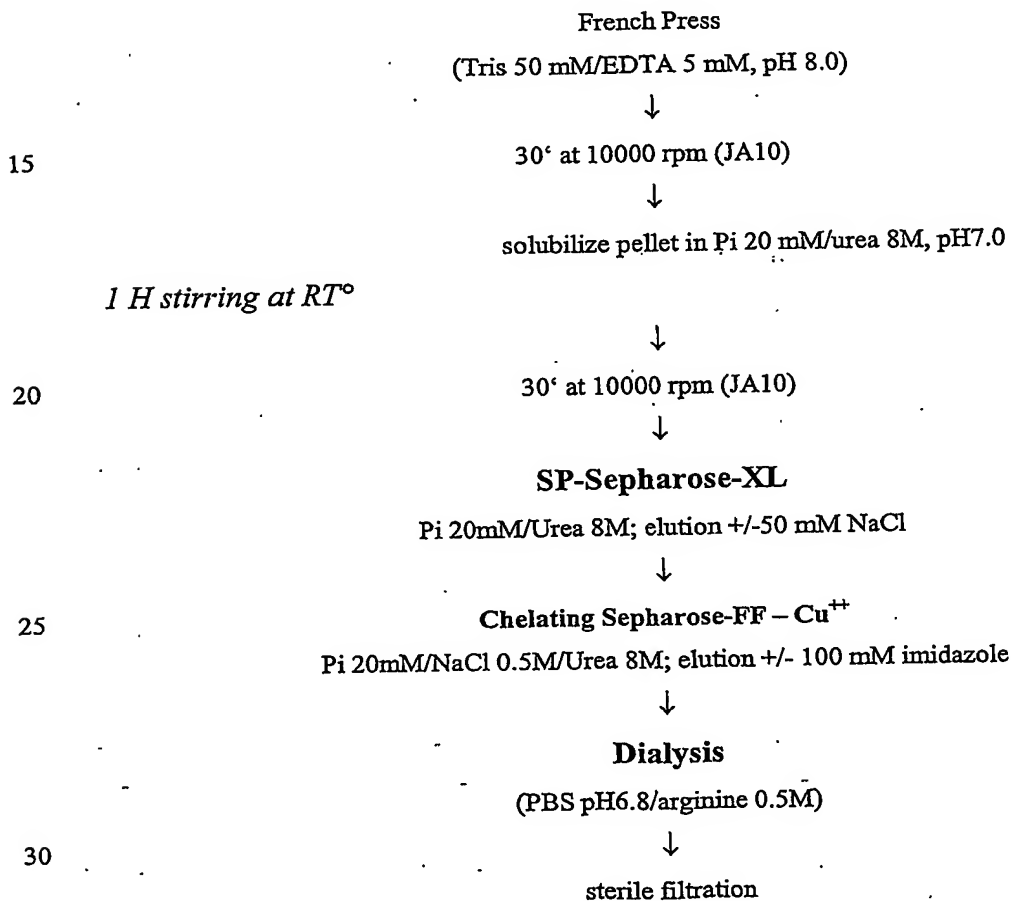 French Press
(Tris 50 mM/EDTA 5 mM, pH 8.0)
↓
15 30‘ at 10000 rpm (JA10)
↓
solubilize pellet in Pi 20 mM/urea 8M, pH7.0
1 H stirring at RT°
↓
20 30‘ at 10000 rpm (JA10)
↓
SP-Sepharose-XL
Pi 20mM/Urea 8M; elution +/-50 mM NaCl
↓
25 Chelating Sepharose-FF – Cu++
Pi 20mM/NaCl 0.5M/Urea 8M; elution +/- 100 mM imidazole
↓
Dialysis
(PBS pH6.8/arginine 0.5M)
↓
30
sterile filtration